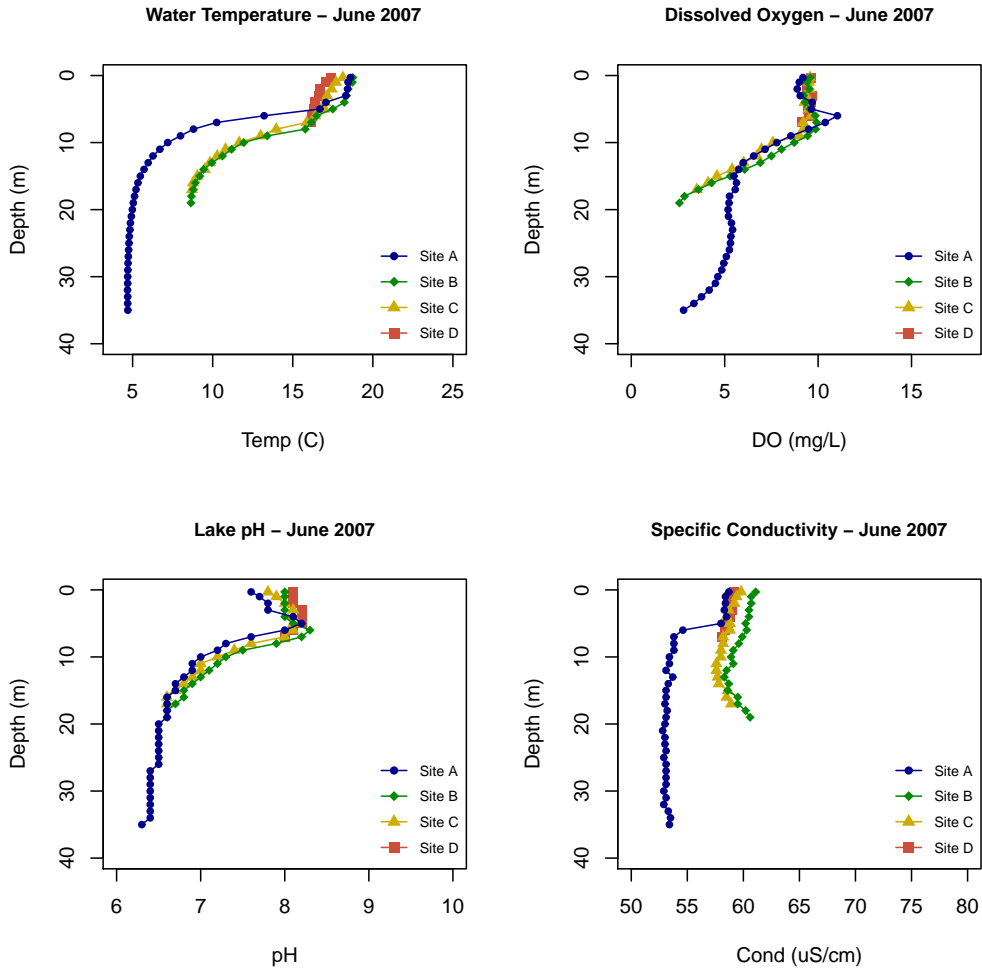 Water Temperature – June 2007
0
10
20
30
40
Depth (m)
5
10
15
20
25
Temp (C)
Site A
Site B
Site C
Site D
Dissolved Oxygen – June 2007
0
10
20
30
40
Depth (m)
0
5
10
15
DO (mg/L)
Site A
Site B
Site C
Site D
Lake pH – June 2007
0
10
20
30
40
Depth (m)
6
7
8
9
10
pH
Site A
Site B
Site C
Site D
Specific Conductivity – June 2007
0
10
20
30
40
Depth (m)
50
55
60
65
70
75
80
Cond (uS/cm)
Site A
Site B
Site C
Site D